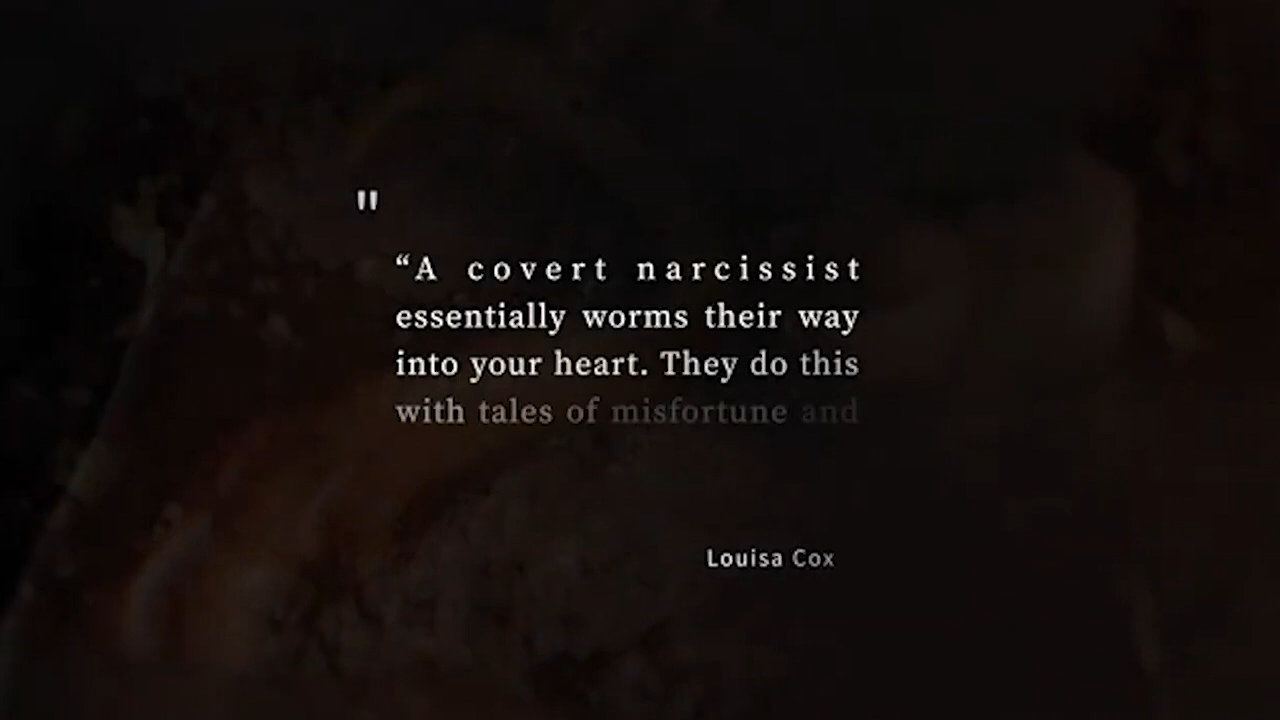 "
“A covert narcissist
essentially worms their way
into your heart. They do this
with tales of misfortune and
Louisa Cox